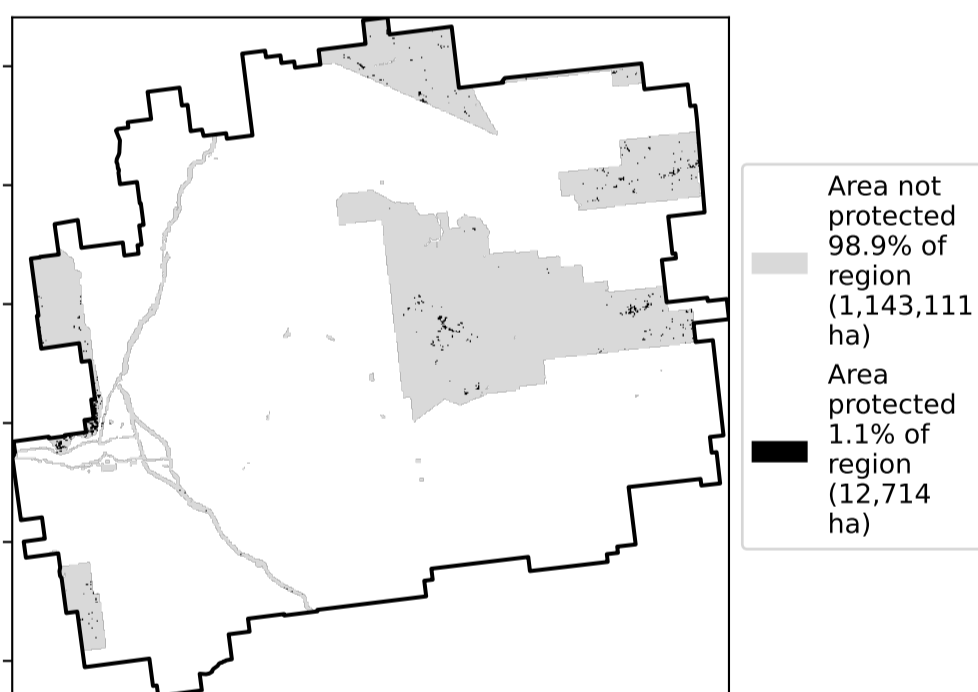 Area not
protected
98.9% of
region
(1,143,111
ha)
Area
protected
1.1% of
region
(12,714
ha)